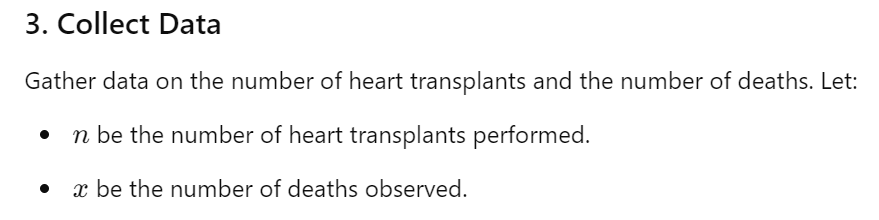 3. Collect Data
Gather data on the number of heart transplants and the number of deaths. Let:
• n be the number of heart transplants performed.
• x be the number of deaths observed.